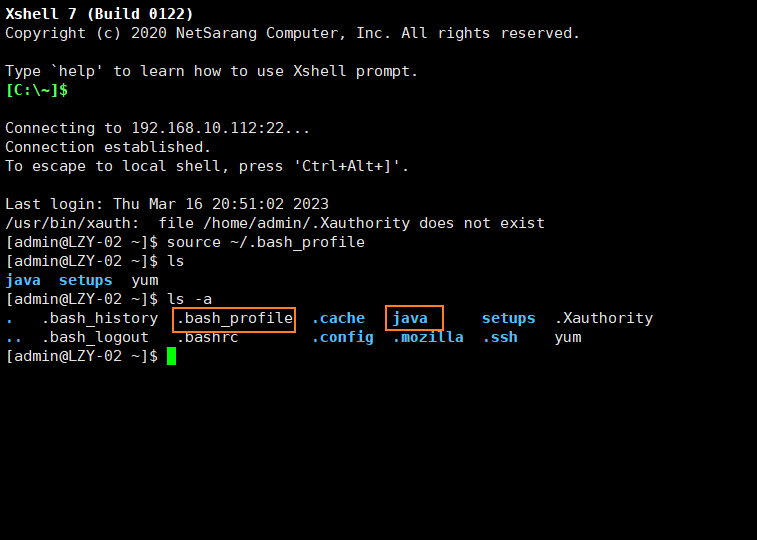 Xshell 7 (Build 0122)
Copyright (c) 2020 NetSarang Computer, Inc. All rights reserved.
Type `help' to learn how to use Xshell prompt.
[C:\~]$
Connecting to 192.168.10.112:22...
Connection established.
To escape to local shell, press 'Ctrl+Alt+]'.
Last login: Thu Mar 16 20:51:02 2023
/usr/bin/xauth:  file /home/admin/.Xauthority does not exist
[admin@LZY-02 ~]$ source ~/.bash_profile
[admin@LZY-02 ~]$ ls
java  setups  yum
[admin@LZY-02 ~]$ ls -a
.   .bash_history  .bash_profile  .cache   java      setups  .Xauthority
..  .bash_logout   .bashrc        .config  .mozilla  .ssh    yum
[admin@LZY-02 ~]$